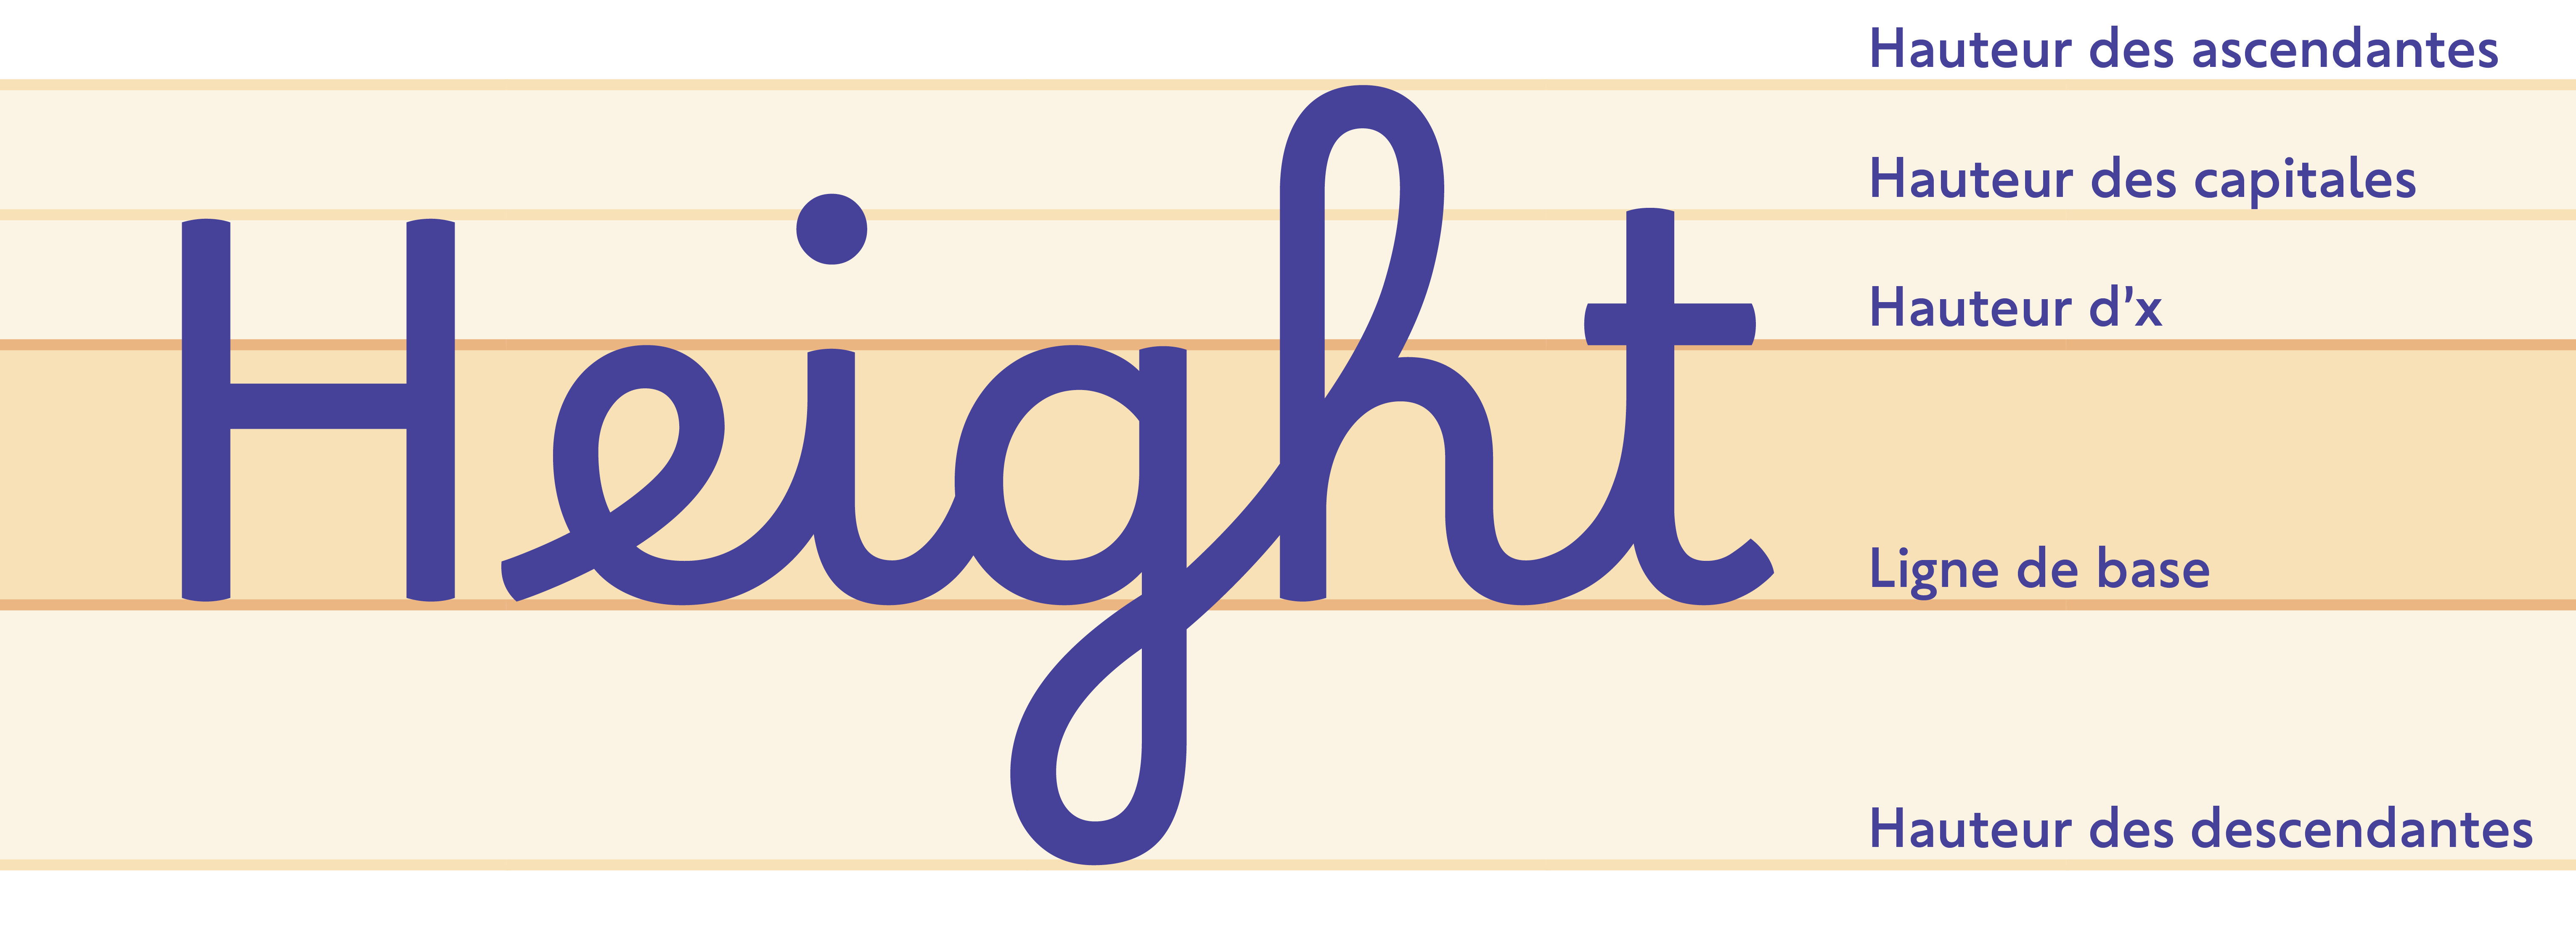 Hauteur des ascendantes
Hauteur des capitales
Height
Hauteur d’x
Ligne de base
Hauteur des descendantes